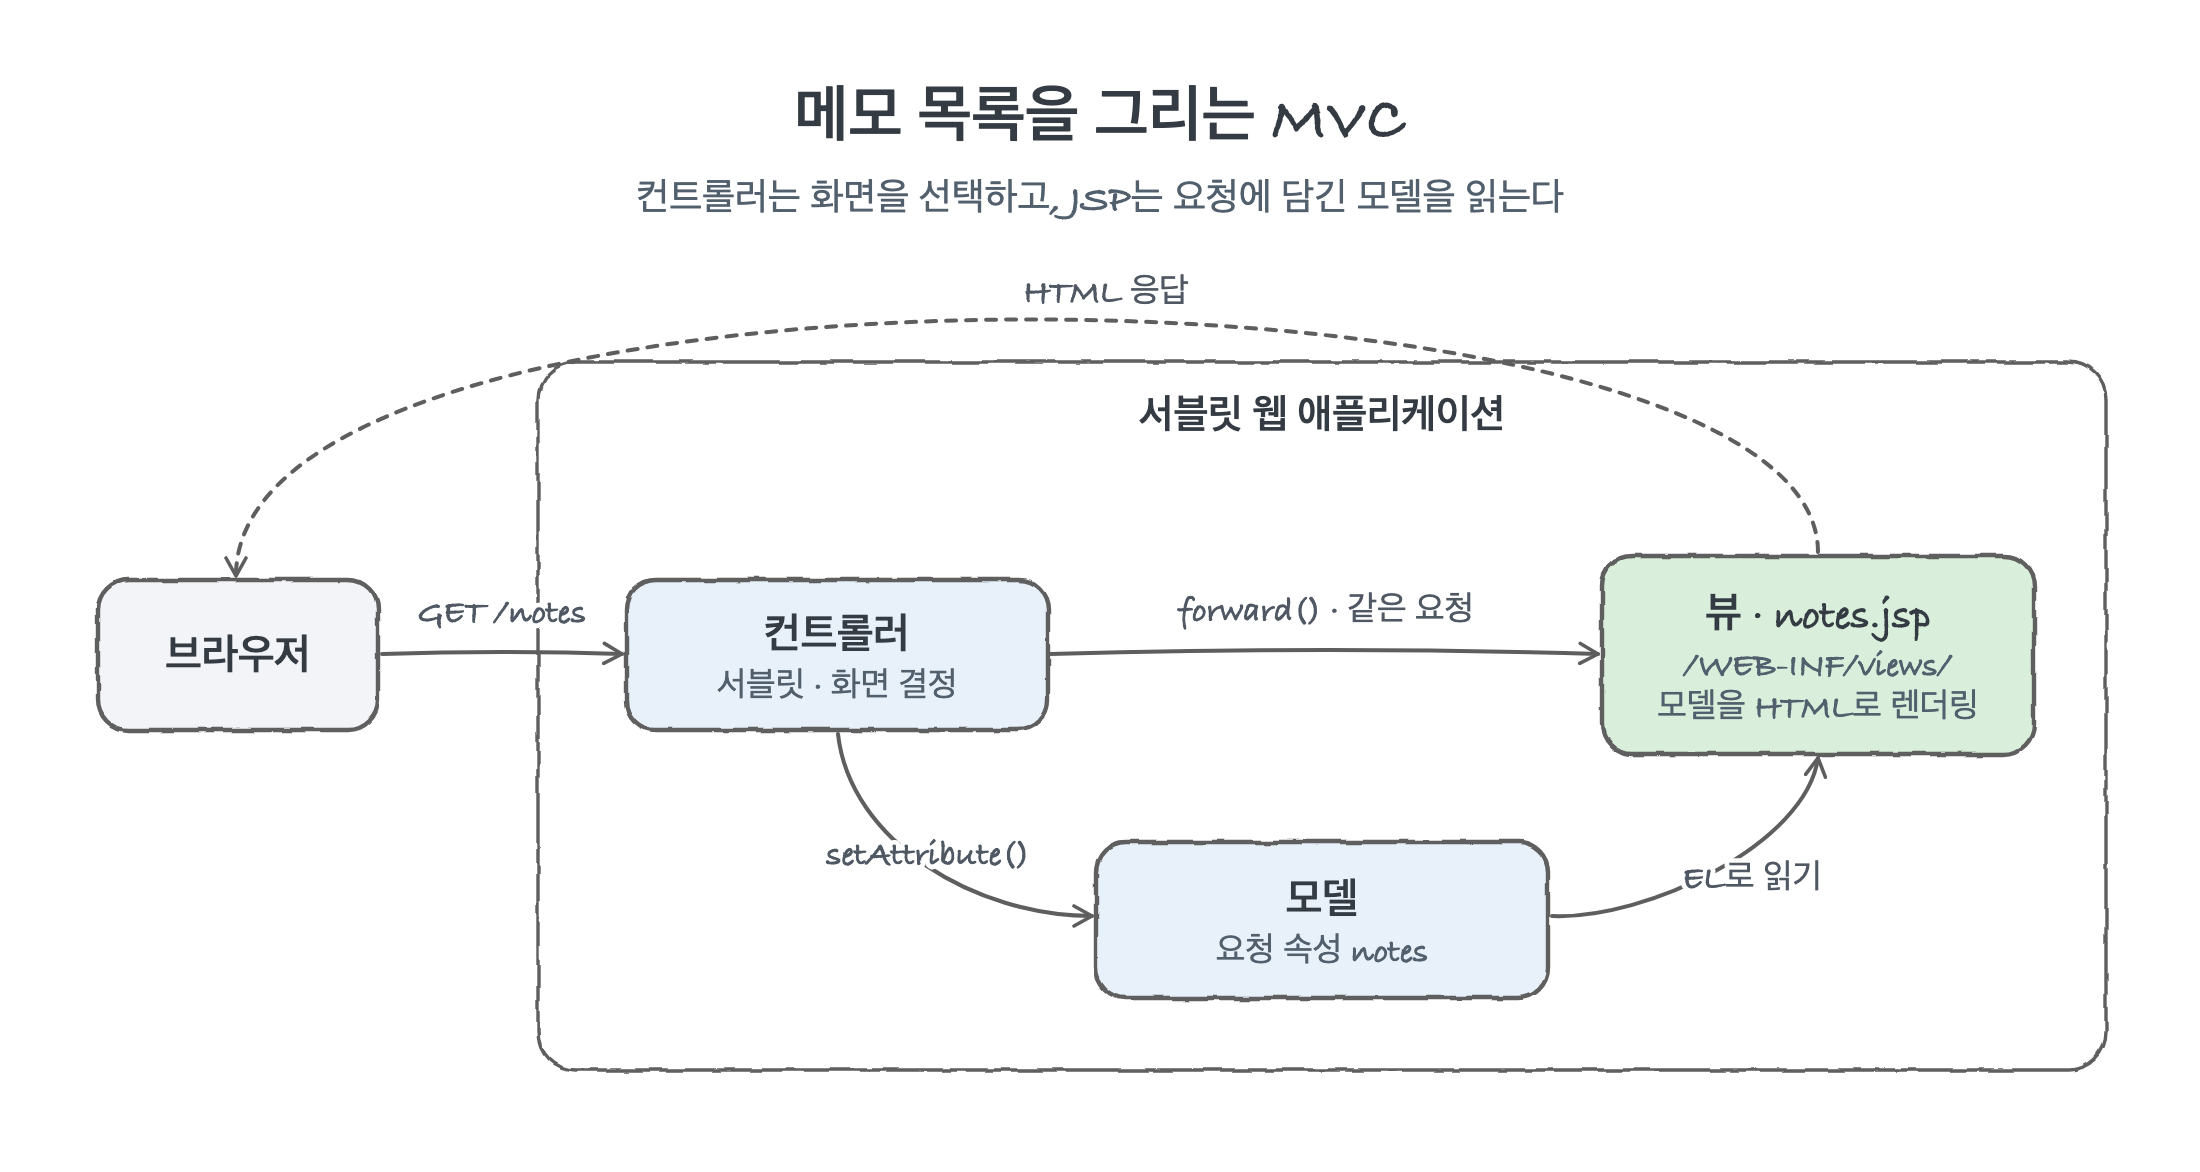 메모 목록을 그리는 MVC
컨트롤러는 화면을 선택하고, JSP는 요청에 담긴 모델을 읽는다
HTML 응답
서블릿 웹 애플리케이션
브라우저
GET /notes
컨트롤러
서블릿 · 화면 결정
forward() · 같은 요청
뷰 · notes.jsp
/WEB-INF/views/
모델을 HTML로 렌더링
setAttribute()
모델
요청 속성 notes
EL로 읽기